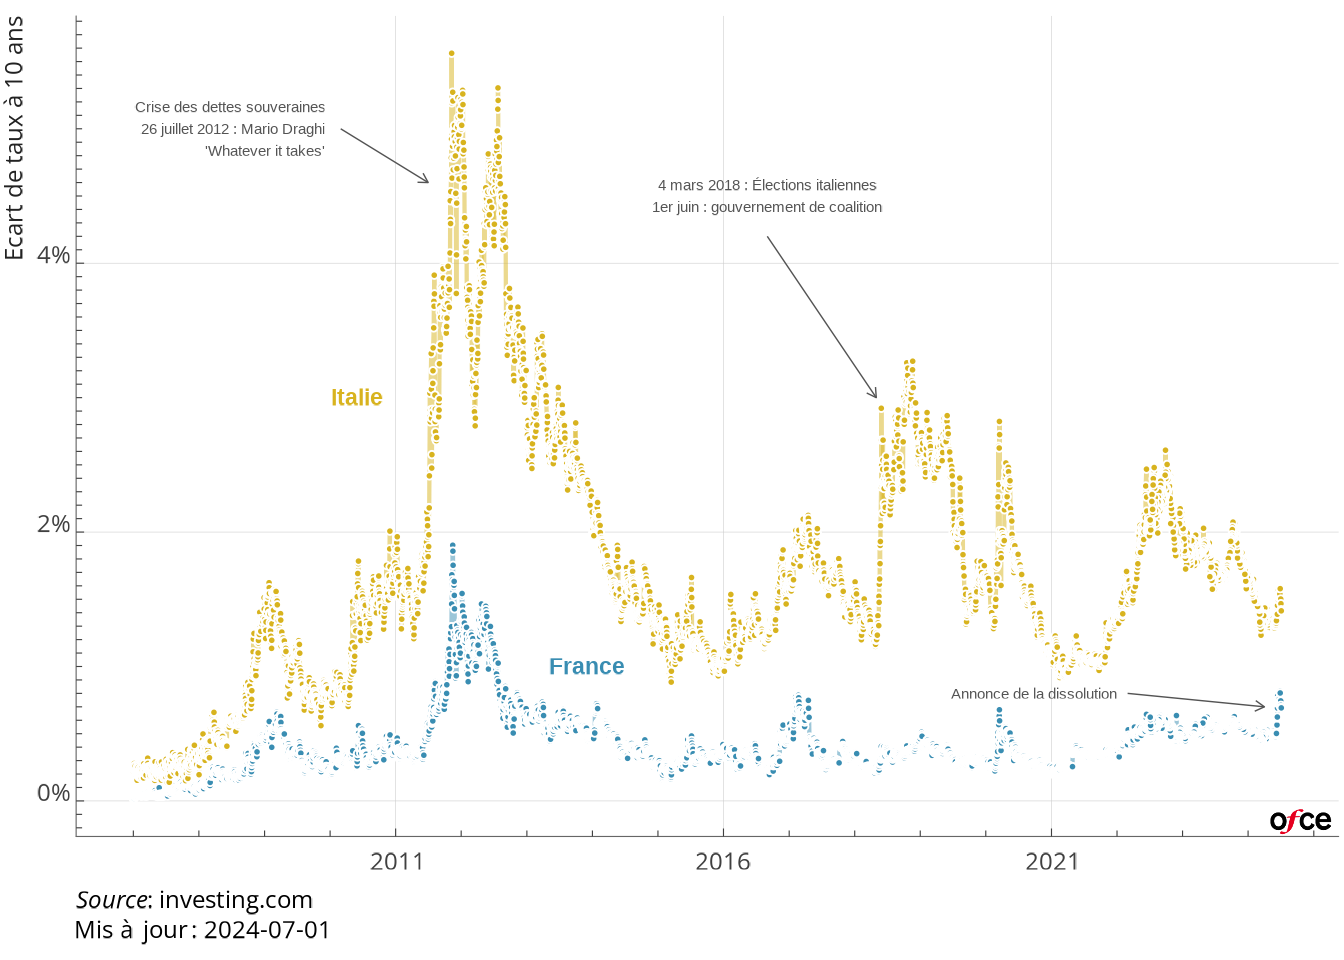 Ecart de taux à 10 ans
Crise des dettes souveraines
26 juillet 2012 : Mario Draghi
'Whatever it takes'
4 mars 2018 : Élections italiennes
1er juin : gouvernement de coalition
4%
Italie
2%
France
Annonce de la dissolution
0%
ofce
2011
2016
2021
Source: investing.com
Mis à jour : 2024-07-01